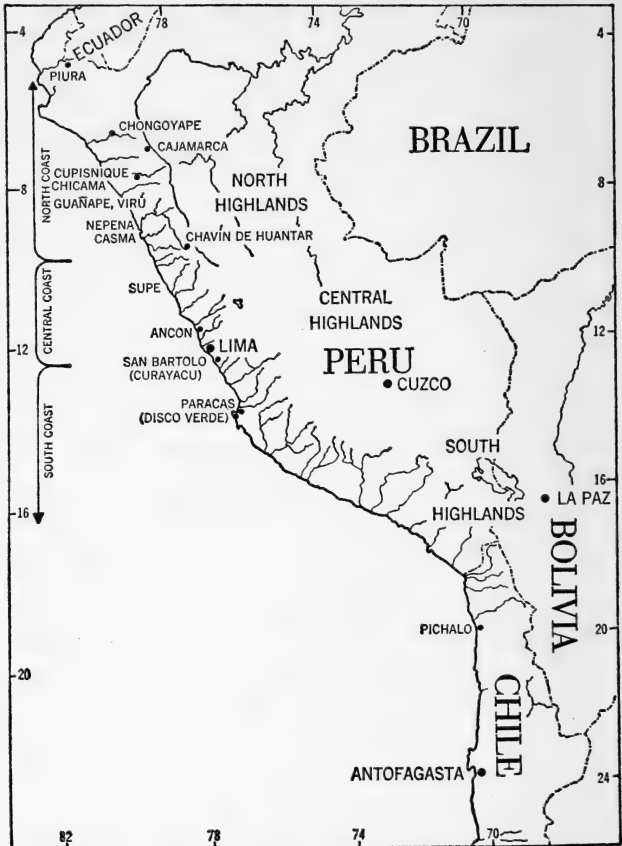 78
74
70
4
4
ECUADOR
PIURA
CHONGOYAPE
CAJAMARCA
BRAZIL
NORTH COAST
CUPISNIQUE
CHICAMA
GUAÑAPE, VIRÚ
NORTH
HIGHLANDS
8
8
NEPENA
CASMA
CHAVÍN DE HUANTAR
CENTRAL COAST
SUPE
CENTRAL
HIGHLANDS
ANCON
12
12
LIMA
PERU
SAN BARTOLO
(CURAYACU)
CUZCO
PARACAS
(DISCO VERDE)
SOUTH COAST
SOUTH
HIGHLANDS
16
16
LA PAZ
BOLIVIA
PICHALO
20
20
CHILE
ANTOFAGASTA
24
82
78
74
70